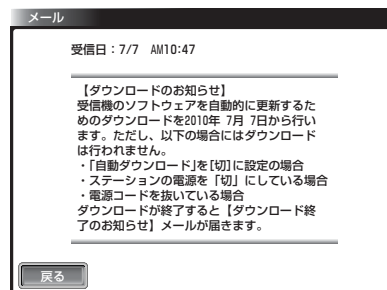 メール
受信日：7/7　AM10:47
【ダウンロードのお知らせ】
受信機のソフトウェアを自動的に更新するた
めのダウンロードを2010年 7月 7日から行い
ます。ただし、以下の場合にはダウンロード
は行われません。
・「自動ダウンロード」を[切]に設定の場合
・ステーションの電源を「切」にしている場合
・電源コードを抜いている場合
ダウンロードが終了すると【ダウンロード終
了のお知らせ】メールが届きます。
戻る